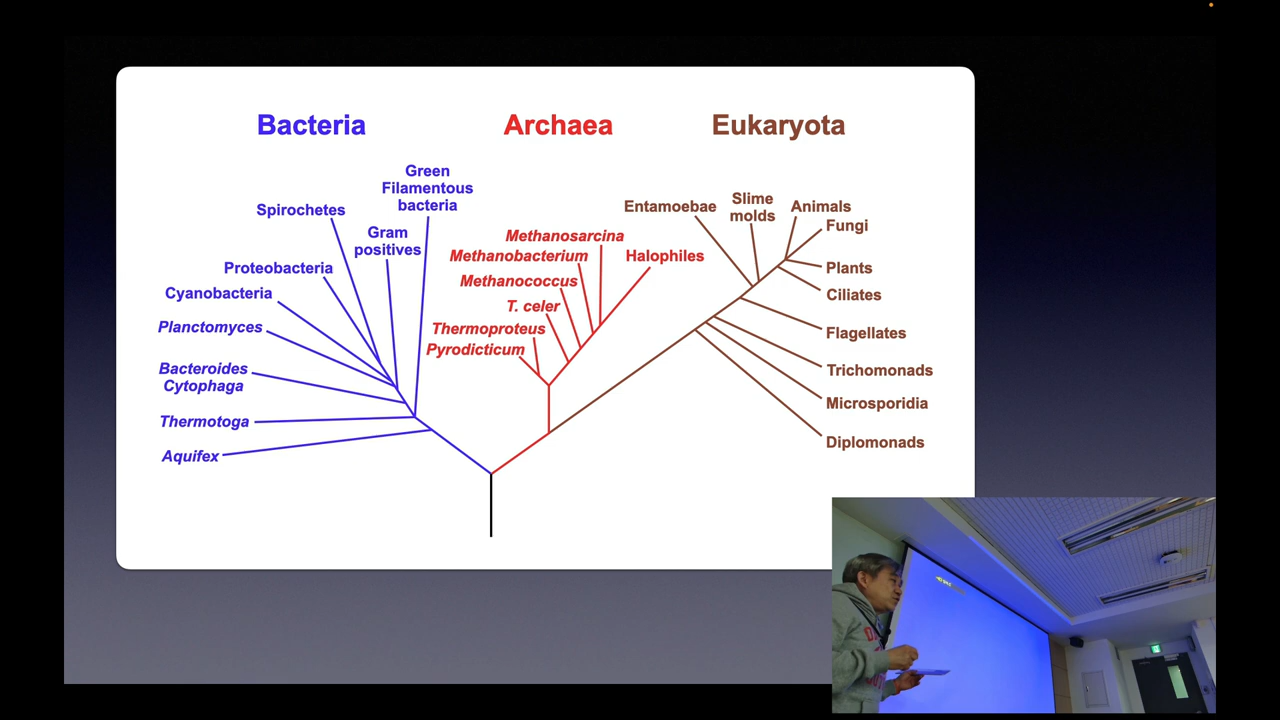 Bacteria
Archaea
Eukaryota
Green
Filamentous
bacteria
Spirochetes
Gram
positives
Proteobacteria
Cyanobacteria
Planctomyces
Bacteroides
Cytophaga
Thermotoga
Aquifex
Methanosarcina
Methanobacterium
Halophiles
Methanococcus
T. celer
Thermoproteus
Pyrodicticum
Entamoebae
Slime
molds
Animals
Fungi
Plants
Ciliates
Flagellates
Trichomonads
Microsporidia
Diplomonads